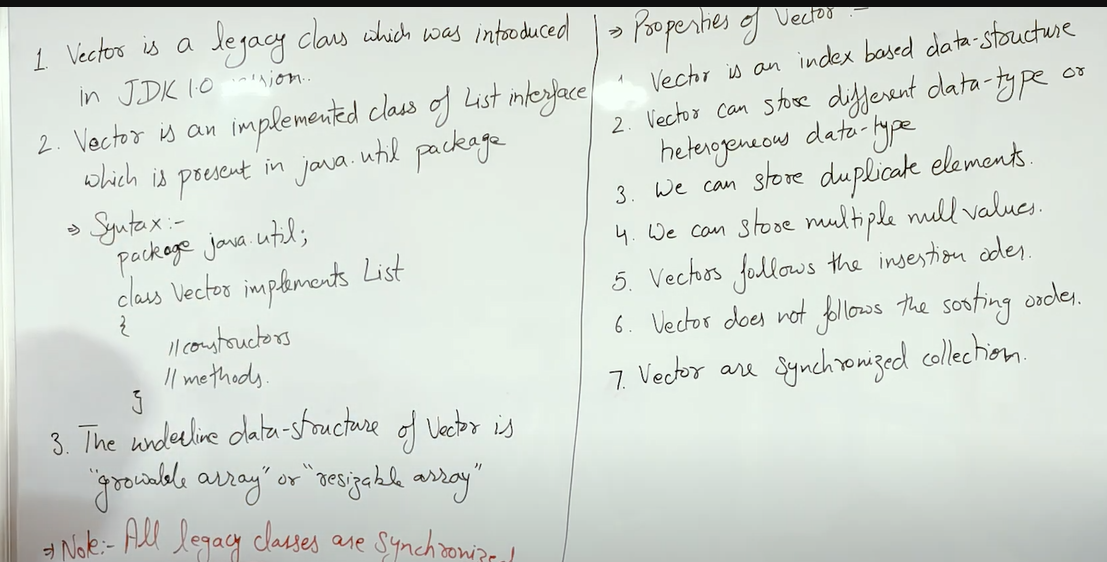 1. Vector is a legacy class which was introduced
in JDK 1.0
2. Vector is an implemented class of List interface
which is present in java.util package
⇒ Syntax:-
package java.util;
class Vector implements List
{
//constructors
// methods.
}
3. The underline data-structure of Vector is
"growable array" or "resizable array"
⇒ Note:- All legacy classes are Synchronized
⇒ Properties of Vector :-
1. Vector is an index based data-structure
2. Vector can store different data-type or
heterogeneous data-type
3. We can store duplicate elements.
4. We can store multiple null values.
5. Vectors follows the insertion oder.
6. Vector does not follows the sorting order.
7. Vector are Synchronized collection.